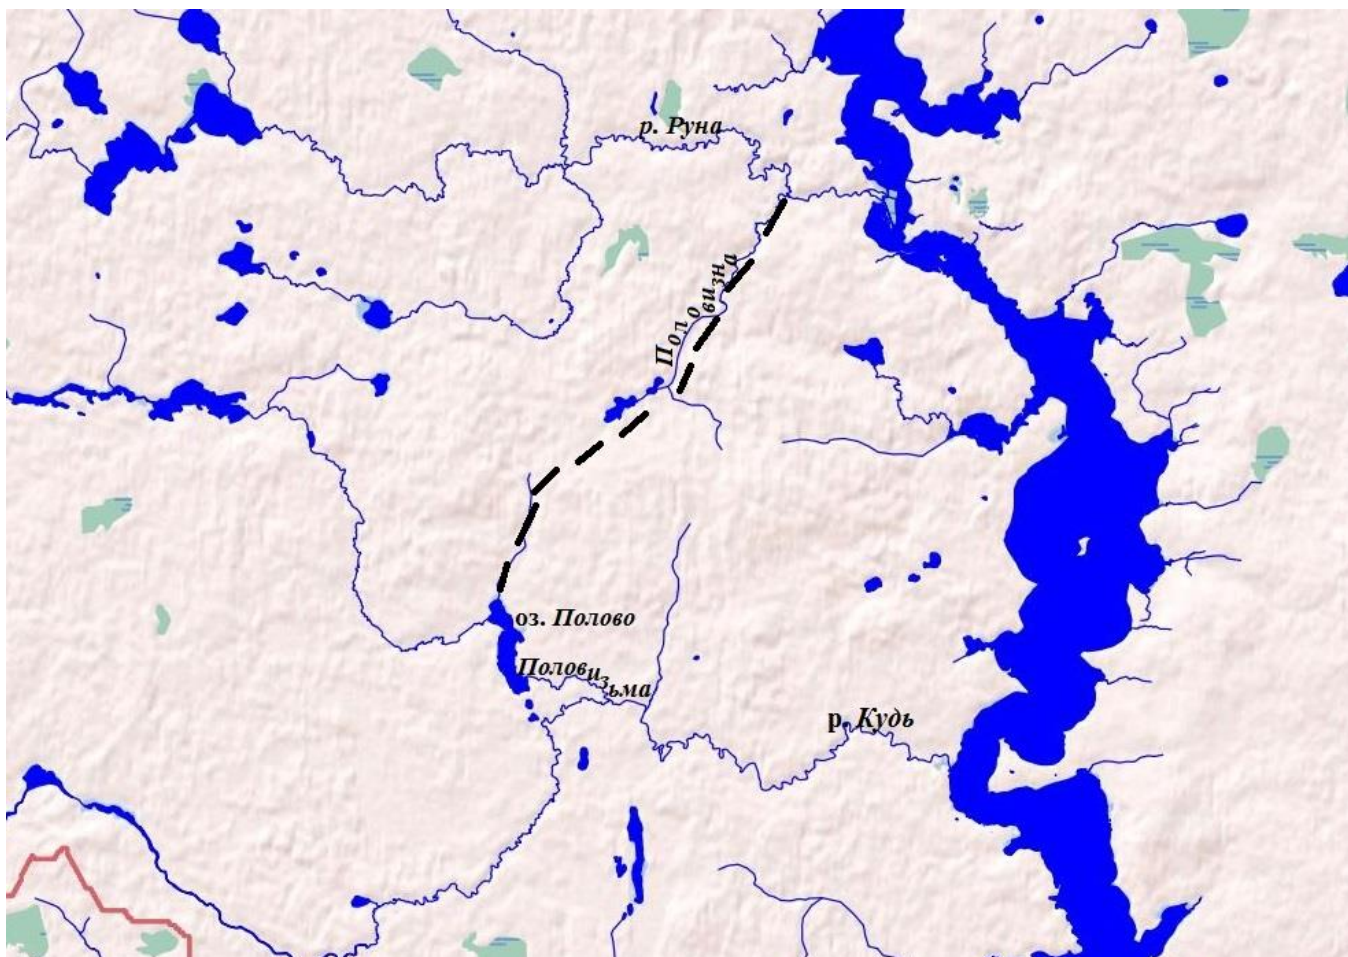 р. Руна
Половизна
оз. Полово
Половизьма
р. Кудь